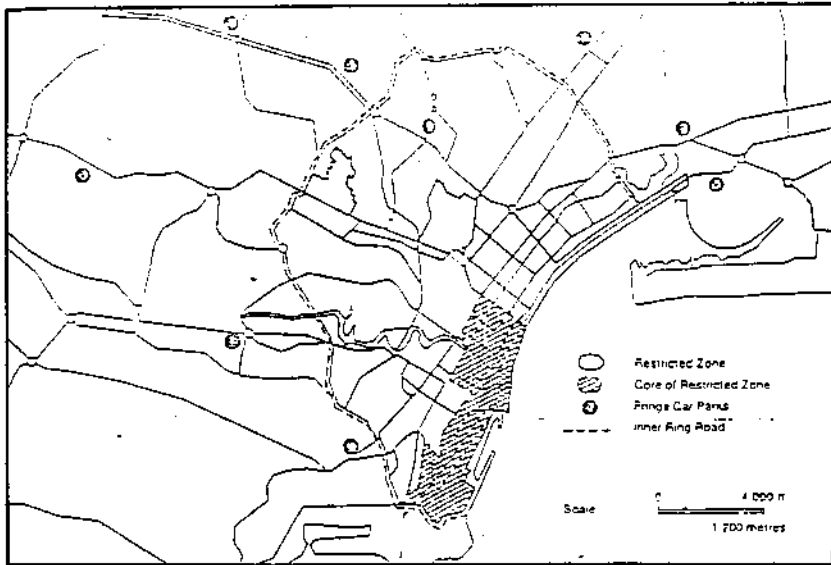 Restricted Zone
Core of Restricted Zone
Fringe Car Parks
Inner Ring Road
Scale
0
4 000 ft
1 200 metres